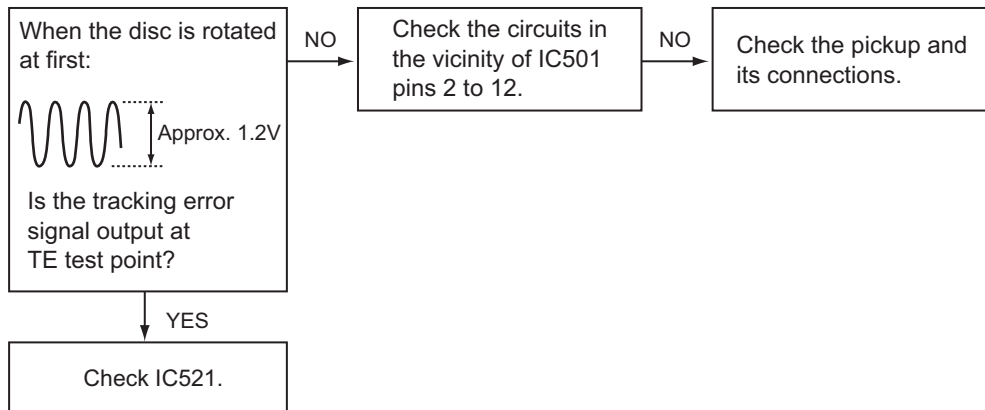 When the disc is rotated
at first:
Approx. 1.2V
Is the tracking error
signal output at
TE test point?
NO
Check the circuits in
the vicinity of IC501
pins 2 to 12.
NO
Check the pickup and
its connections.
YES
Check IC521.